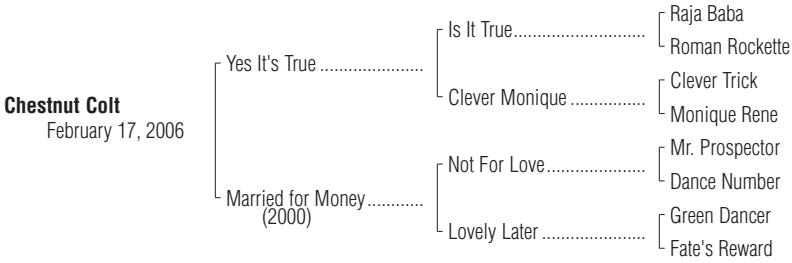 Raja Baba
Is It True............................
Roman Rockette
Yes It's True ......................
Clever Trick
Clever Monique ................
Monique Rene
Chestnut Colt
February 17, 2006
Mr. Prospector
Not For Love.....................
Dance Number
Married for Money............
(2000)
Green Dancer
Lovely Later ......................
Fate's Reward